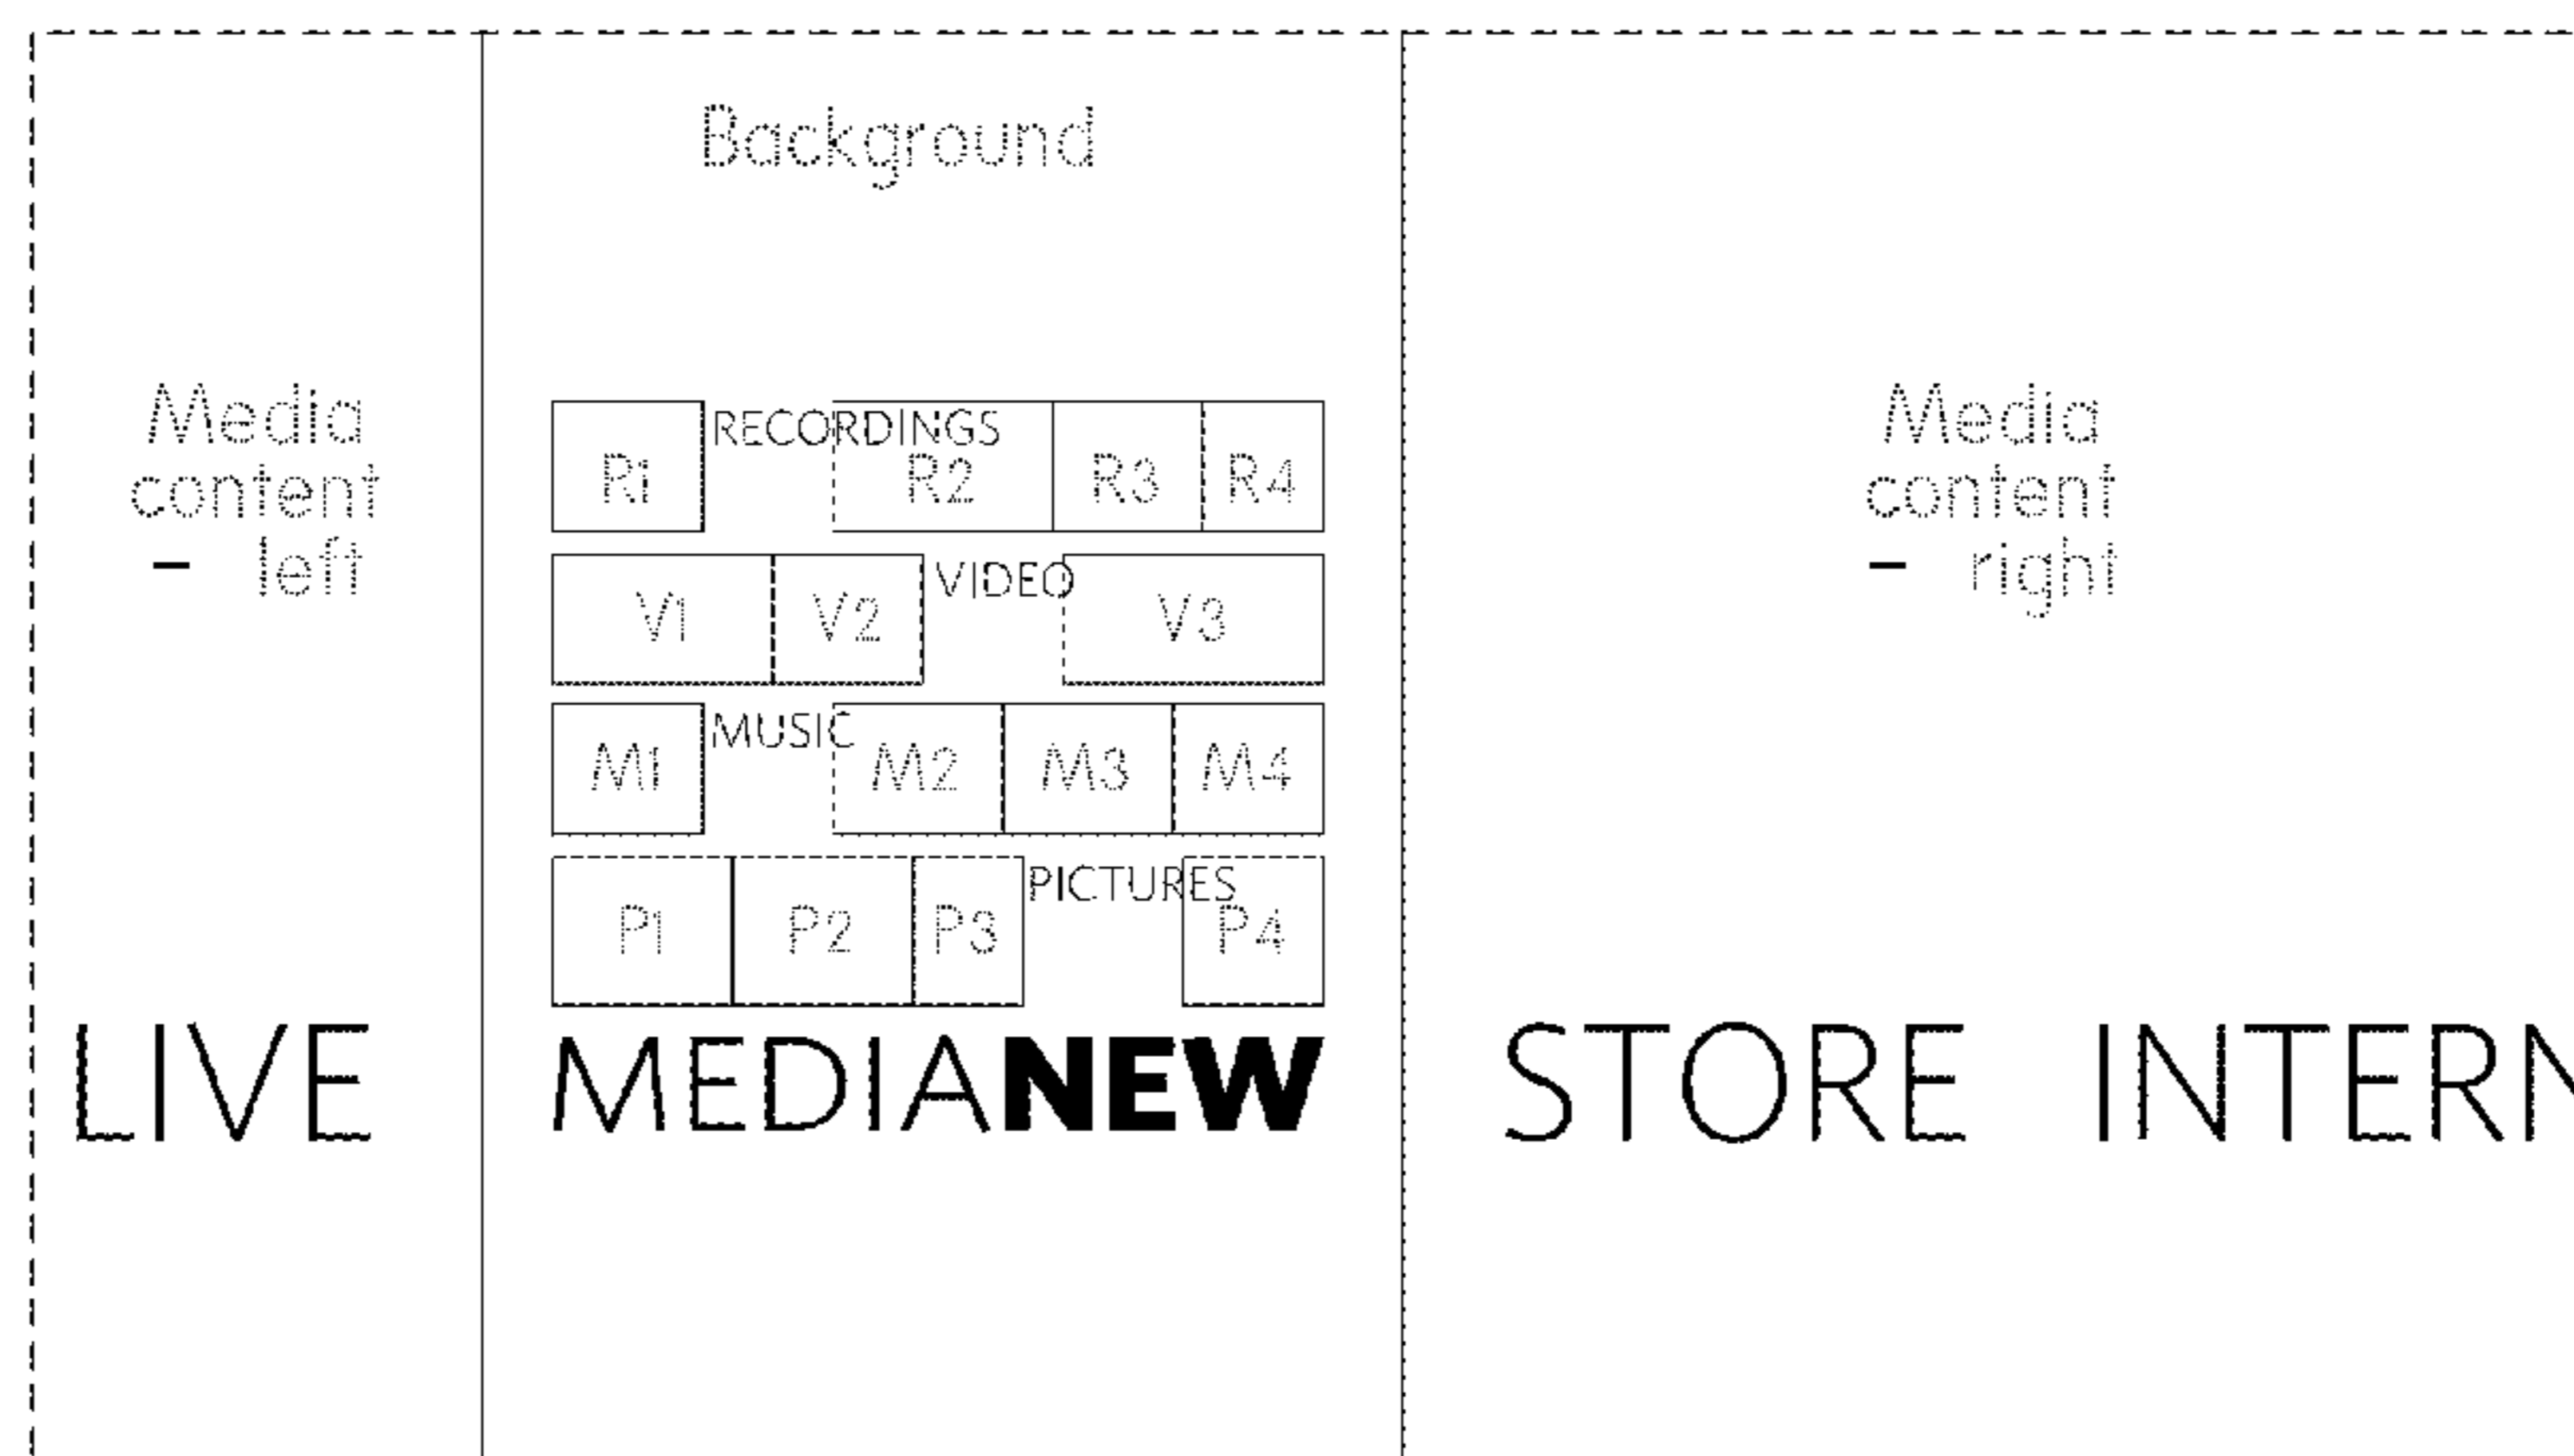 Background
Media
content
- left
Media
content
- right
RECORDINGS
R1 R2 R3 R4
VIDEO
V1 V2 V3
MUSIC
M1 M2 M3 M4
PICTURES
P1 P2 P3 P4
LIVE MEDIANEW STORE INTERN